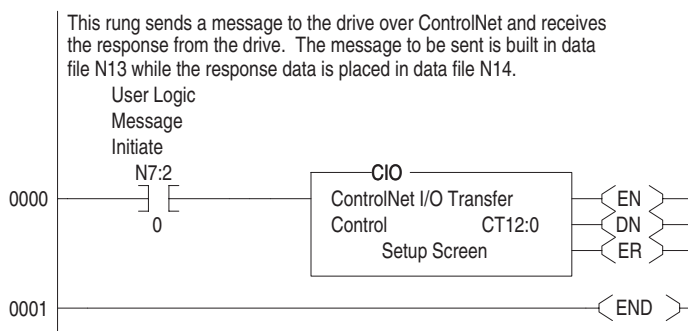 This rung sends a message to the drive over ControlNet and receives
the response from the drive.  The message to be sent is built in data
file N13 while the response data is placed in data file N14.
User Logic
Message
Initiate
N7:2
0
0000
CIO
ControlNet I/O Transfer
Control CT12:0
Setup Screen
EN
DN
ER
0001
END